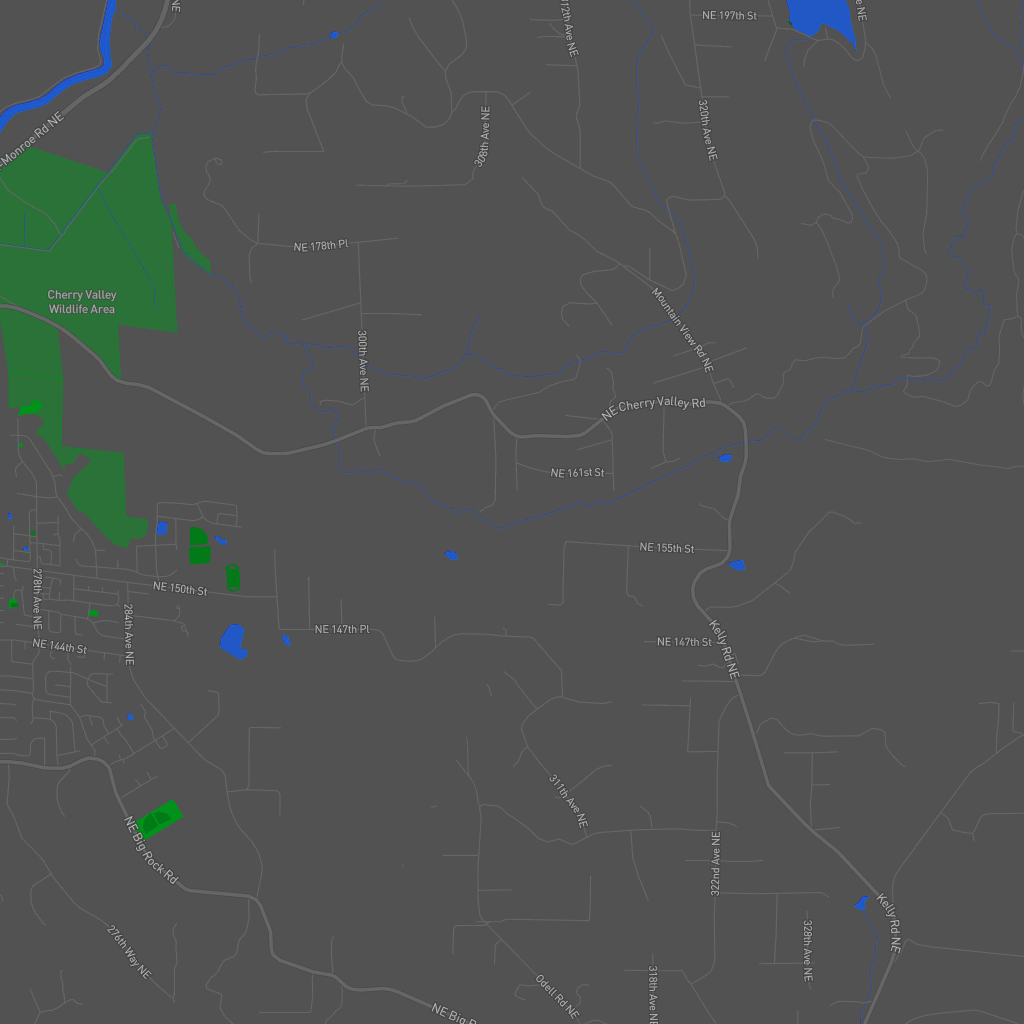 NE
312th Ave NE
NE 197th St
e NE
-Monroe Rd NE
308th Ave NE
320th Ave NE
NE 178th Pl
Cherry Valley
Wildlife Area
Mountain View Rd NE
300th Ave NE
NE Cherry Valley Rd
NE 161st St
NE 155th St
278th Ave NE
NE 150th St
284th Ave NE
NE 147th Pl
NE 144th St
NE 147th St
Kelly Rd NE
311th Ave NE
NE Big Rock Rd
322nd Ave NE
276th Way NE
Kelly Rd NE
328th Ave NE
318th Ave NE
Odell Rd NE
NE Big